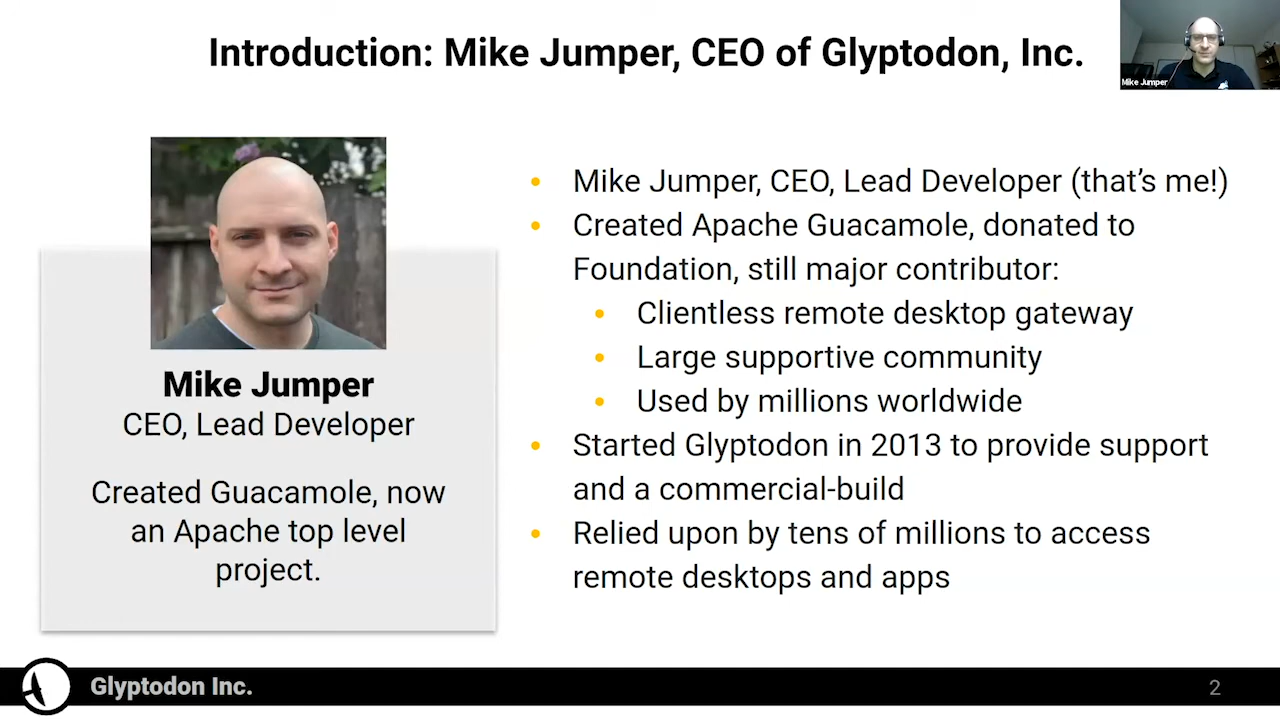 Introduction: Mike Jumper, CEO of Glyptodon, Inc.
Mike Jumper
Mike Jumper
CEO, Lead Developer
Created Guacamole, now
an Apache top level
project.
• Mike Jumper, CEO, Lead Developer (that’s me!)
• Created Apache Guacamole, donated to
Foundation, still major contributor:
• Clientless remote desktop gateway
• Large supportive community
• Used by millions worldwide
• Started Glyptodon in 2013 to provide support
and a commercial-build
• Relied upon by tens of millions to access
remote desktops and apps
Glyptodon Inc.
2